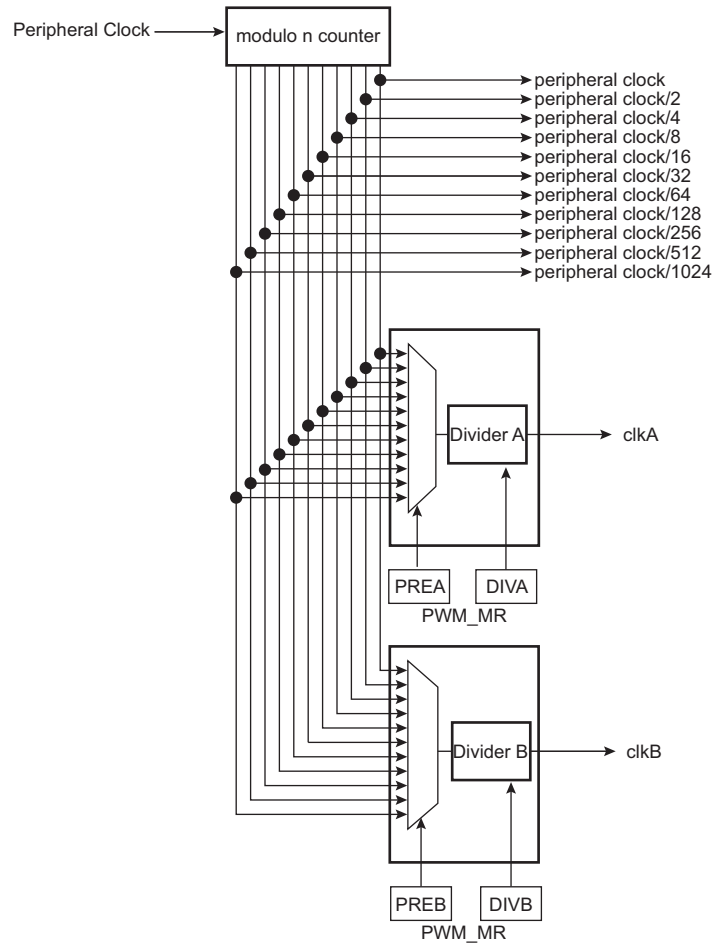 Peripheral Clock
modulo n counter
peripheral clock
peripheral clock/2
peripheral clock/4
peripheral clock/8
peripheral clock/16
peripheral clock/32
peripheral clock/64
peripheral clock/128
peripheral clock/256
peripheral clock/512
peripheral clock/1024
Divider A
clkA
PREA
DIVA
PWM_MR
Divider B
clkB
PREB
DIVB
PWM_MR